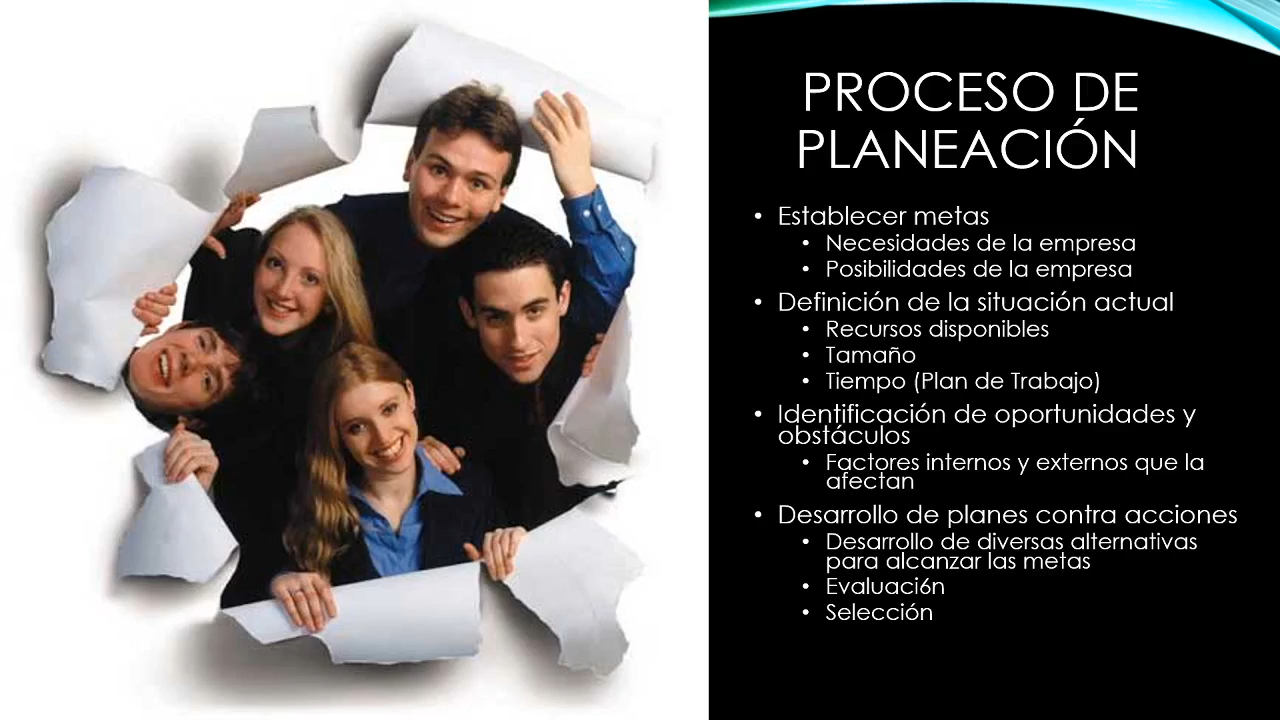 PROCESO DE
PLANEACIÓN
• Establecer metas
• Necesidades de la empresa
• Posibilidades de la empresa
• Definición de la situación actual
• Recursos disponibles
• Tamaño
• Tiempo (Plan de Trabajo)
• Identificación de oportunidades y
obstáculos
• Factores internos y externos que la
afectan
• Desarrollo de planes contra acciones
• Desarrollo de diversas alternativas
para alcanzar las metas
• Evaluaci6n
• Selección